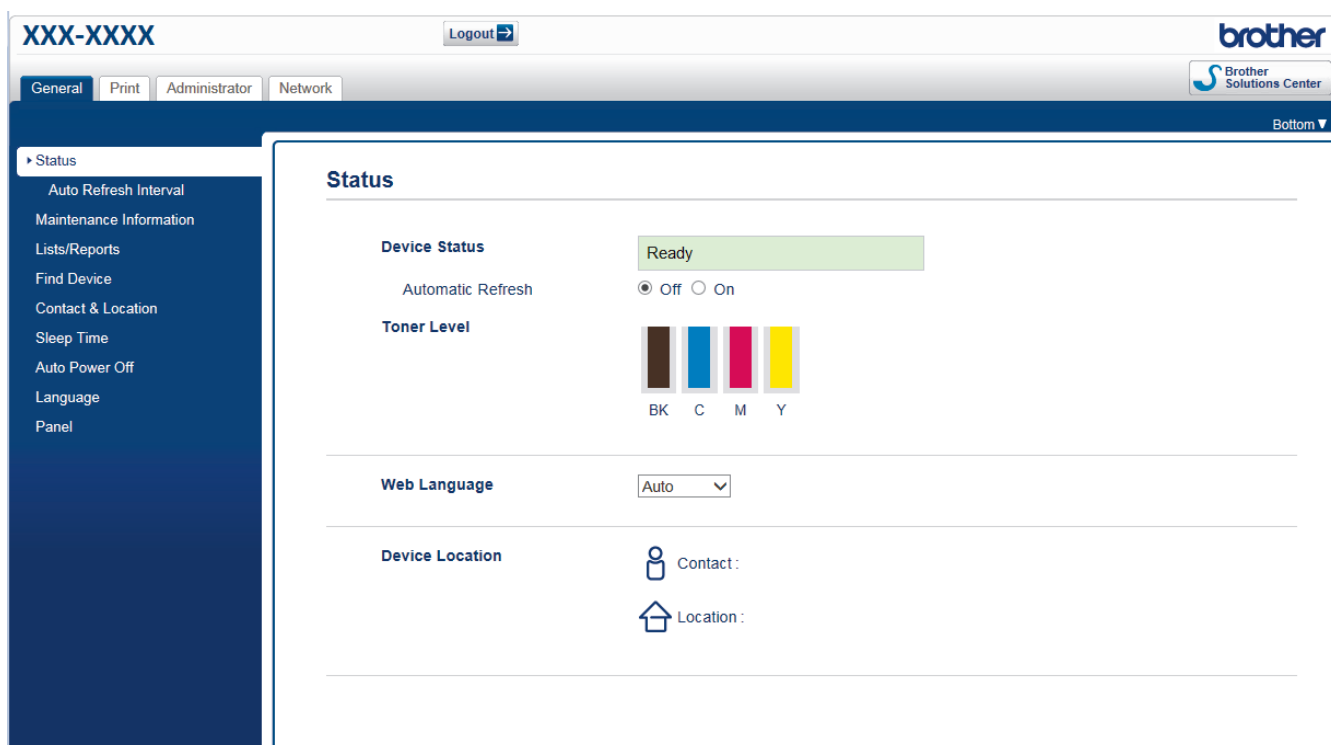 XXX-XXXX
Logout
brother
General Print Administrator Network
Brother
Solutions Center
Bottom▼
Status
Auto Refresh Interval
Maintenance Information
Lists/Reports
Find Device
Contact & Location
Sleep Time
Auto Power Off
Language
Panel
Status
Device Status Ready
Automatic Refresh Off On
Toner Level
BK C M Y
Web Language Auto
Device Location Contact :
Location :